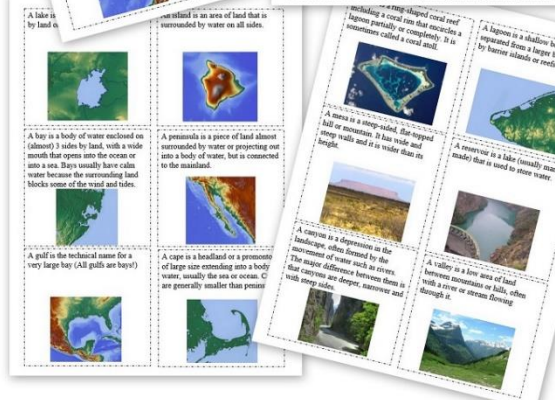 A lake is
by land o
An island is an area of land that is
surrounded by water on all sides.
A bay is a body of water enclosed on
(almost) 3 sides by land, with a wide
mouth that opens into the ocean or
into a sea. Bays usually have calm
water because the surrounding land
blocks some of the wind and tides.
A peninsula is a piece of land almost
surrounded by water or projecting out
into a body of water, but is connected
to the mainland.
A gulf is the technical name for a
very large bay (All gulfs are bays!)
A cape is a headland or a promonto
of large size extending into a body
water, usually the sea or ocean. C
are generally smaller than penins
a ring-shaped coral reef
including a coral rim that encircles a
lagoon partially or completely. It is
sometimes called a coral atoll.
A lagoon is a shallow b
separated from a larger b
by barrier islands or reefs
A mesa is a steep-sided, flat-topped
hill or mountain. It has wide and
steep walls and it is wider than its
height.
A reservoir is a lake (usually man
made) that is used to store water.
A canyon is a depression in the
landscape, often formed by the
movement of water such as rivers.
The major difference between them is
that canyons are deeper, narrower and
with steep sides.
A valley is a low area of land
between mountains or hills, often
with a river or stream flowing
through it.